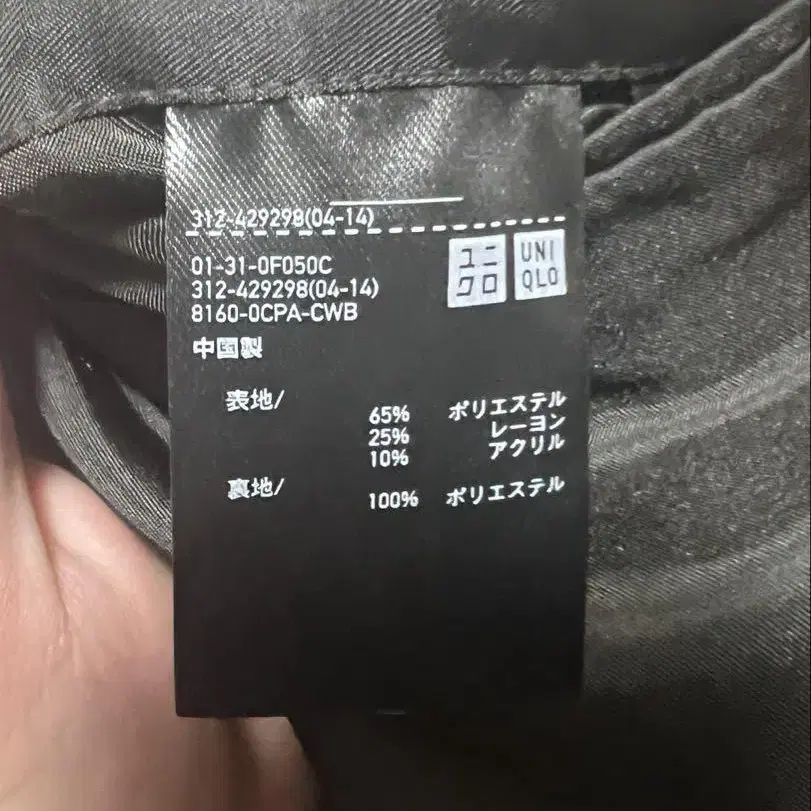 312-429298(04-14)
01-31-0F050C
312-429298(04-14)
8160-0CPA-CWB
中国製
ユニ
クロ
UNI
QLO
表地/
65% ポリエステル
25% レーヨン
10% アクリル
裏地/
100% ポリエステル